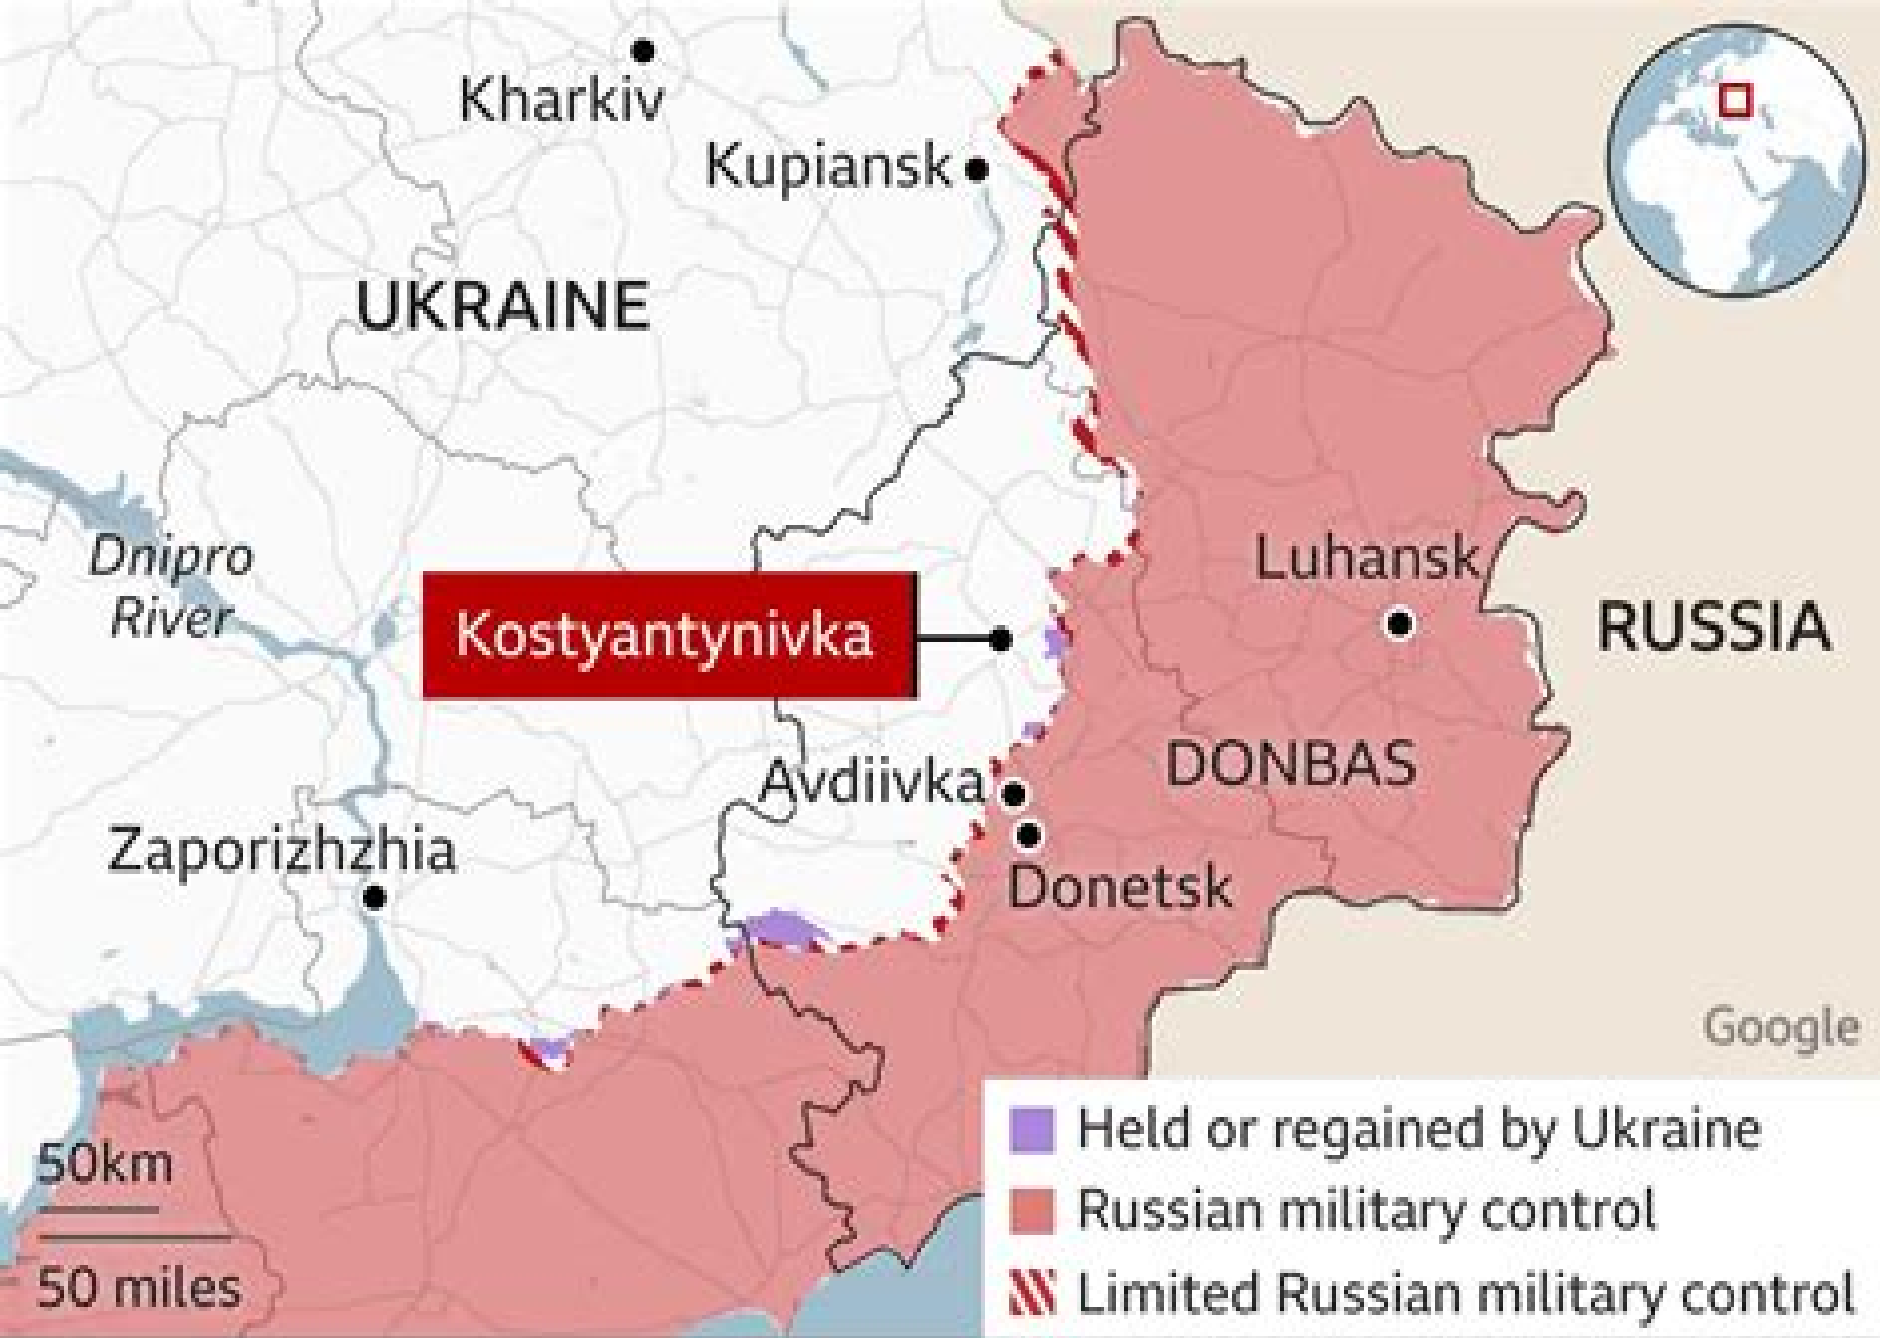 Kharkiv
Kupiansk
UKRAINE
Dnipro
River
Luhansk
Kostyantynivka
RUSSIA
DONBAS
Avdiivka
Zaporizhzhia
Donetsk
Google
50km
50 miles
Held or regained by Ukraine
Russian military control
Limited Russian military control